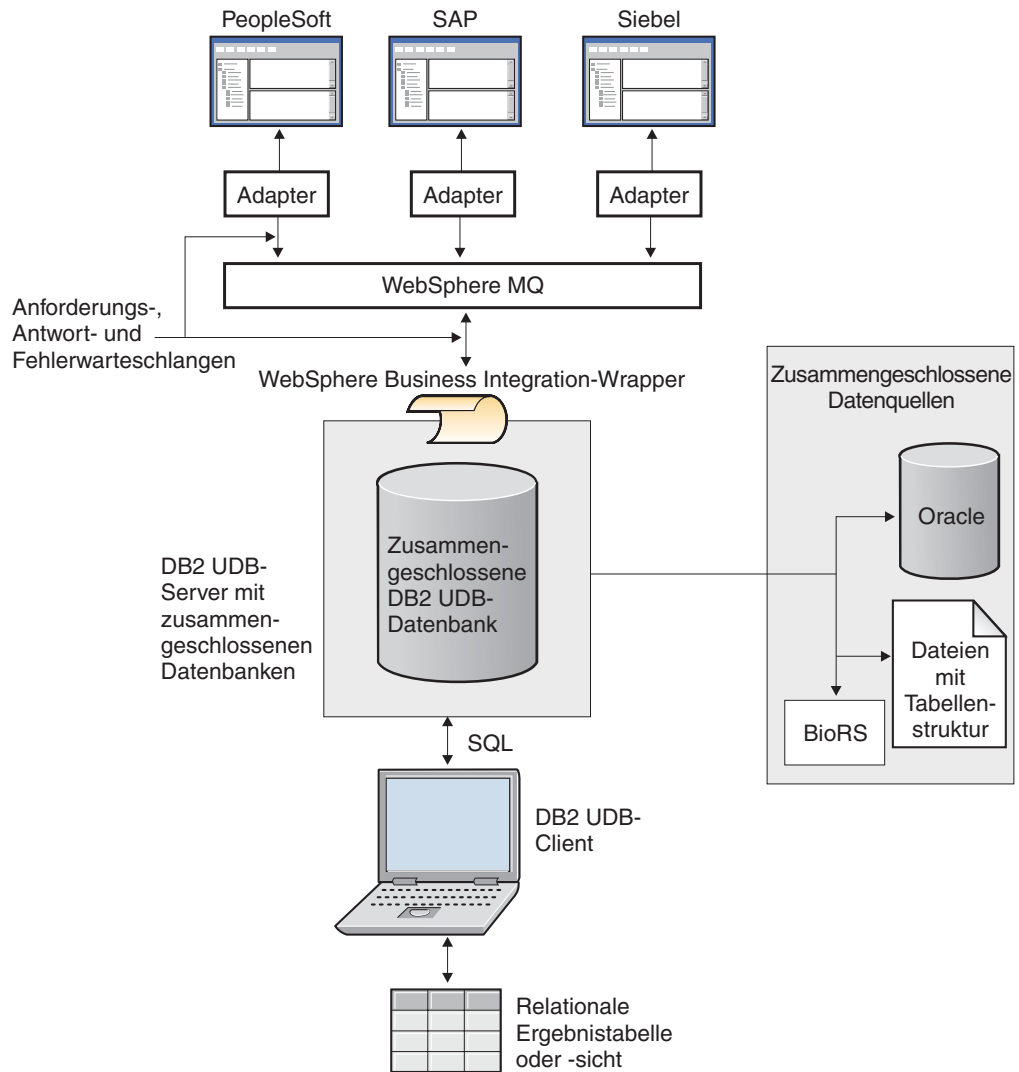 PeopleSoft
SAP
Siebel
Adapter
Adapter
Adapter
WebSphere MQ
Anforderungs-,
Antwort- und
Fehlerwarteschlangen
WebSphere Business Integration-Wrapper
Zusammengeschlossene
Datenquellen
Oracle
Dateien
mit
Tabellen-
struktur
BioRS
Zusammen-
geschlossene
DB2 UDB-
Datenbank
DB2 UDB-
Server mit
zusammen-
geschlossenen
Datenbanken
SQL
DB2 UDB-
Client
Relationale
Ergebnistabelle
oder -sicht